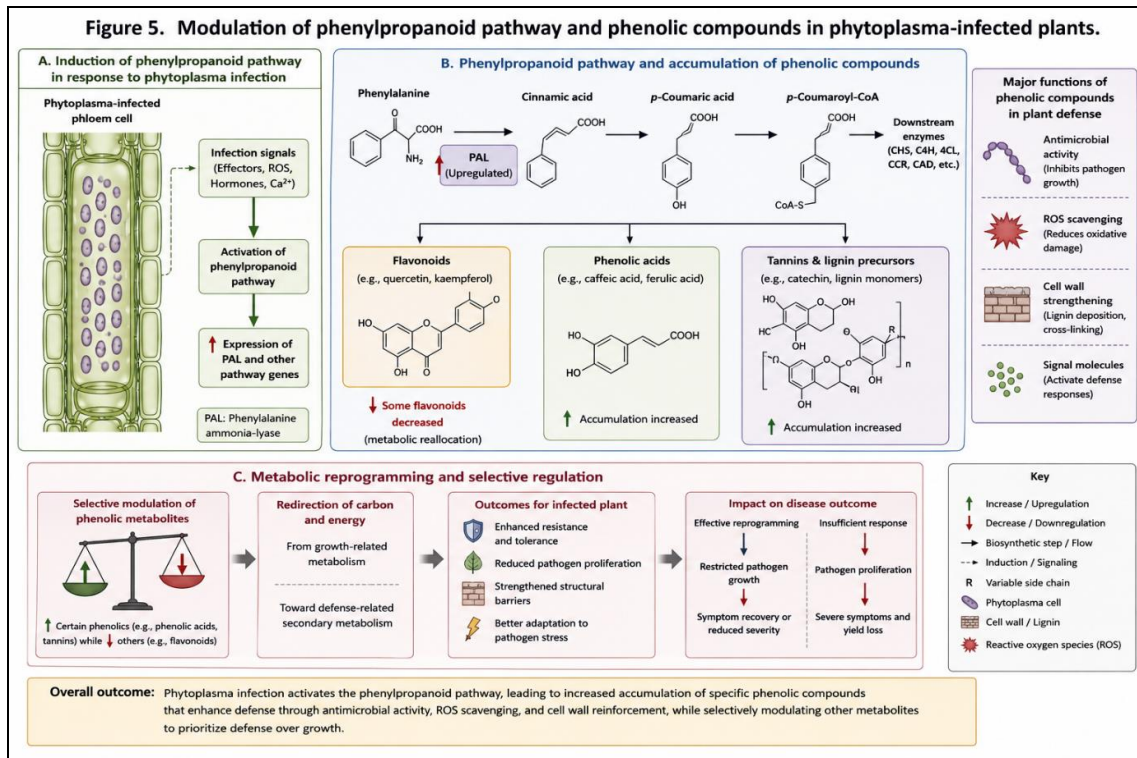 Figure 5. Modulation of phenylpropanoid pathway and phenolic compounds in phytoplasma-infected plants.
A. Induction of phenylpropanoid pathway
in response to phytoplasma infection
Phytoplasma-infected
phloem cell
Infection signals
(Effectors, ROS,
Hormones, Ca²⁺)
Activation of
phenylpropanoid
pathway
Expression of
PAL and other
pathway genes
PAL: Phenylalanine
ammonia-lyase
B. Phenylpropanoid pathway and accumulation of phenolic compounds
Phenylalanine
O
COOH
NH₂
PAL
(Upregulated)
Cinnamic acid
COOH
p-Coumaric acid
COOH
OH
p-Coumaroyl-CoA
COOH
CoA-S
Downstream
enzymes
(CHS, C4H, 4CL,
CCR, CAD, etc.)
Flavonoids
(e.g., quercetin, kaempferol)
O
HO
O
OH
O
Some flavonoids
decreased
(metabolic reallocation)
Phenolic acids
(e.g., caffeic acid, ferulic acid)
COOH
HO
HO
Accumulation increased
Tannins & lignin precursors
(e.g., catechin, lignin monomers)
HO
O
OH
HC
OH
Θ
R
O
O
n
OH
OH
Accumulation increased
Major functions of
phenolic compounds
in plant defense
Antimicrobial
activity
(Inhibits pathogen
growth)
ROS scavenging
(Reduces oxidative
damage)
Cell wall
strengthening
(Lignin deposition,
cross-linking)
Signal molecules
(Activate defense
responses)
C. Metabolic reprogramming and selective regulation
Selective modulation of
phenolic metabolites
↑ Certain phenolics (e.g., phenolic acids,
tannins) while ↓ others (e.g., flavonoids)
Redirection of carbon
and energy
From growth-related
metabolism
Toward defense-related
secondary metabolism
Outcomes for infected plant
Enhanced resistance
and tolerance
Reduced pathogen proliferation
Strengthened structural
barriers
Better adaptation to
pathogen stress
Impact on disease outcome
Effective reprogramming
Restricted pathogen
growth
Symptom recovery or
reduced severity
Insufficient response
Pathogen proliferation
Severe symptoms and
yield loss
Key
Increase / Upregulation
Decrease / Downregulation
Biosynthetic step / Flow
Induction / Signaling
R Variable side chain
Phytoplasma cell
Cell wall / Lignin
Reactive oxygen species (ROS)
Overall outcome: Phytoplasma infection activates the phenylpropanoid pathway, leading to increased accumulation of specific phenolic compounds
that enhance defense through antimicrobial activity, ROS scavenging, and cell wall reinforcement, while selectively modulating other metabolites
to prioritize defense over growth.